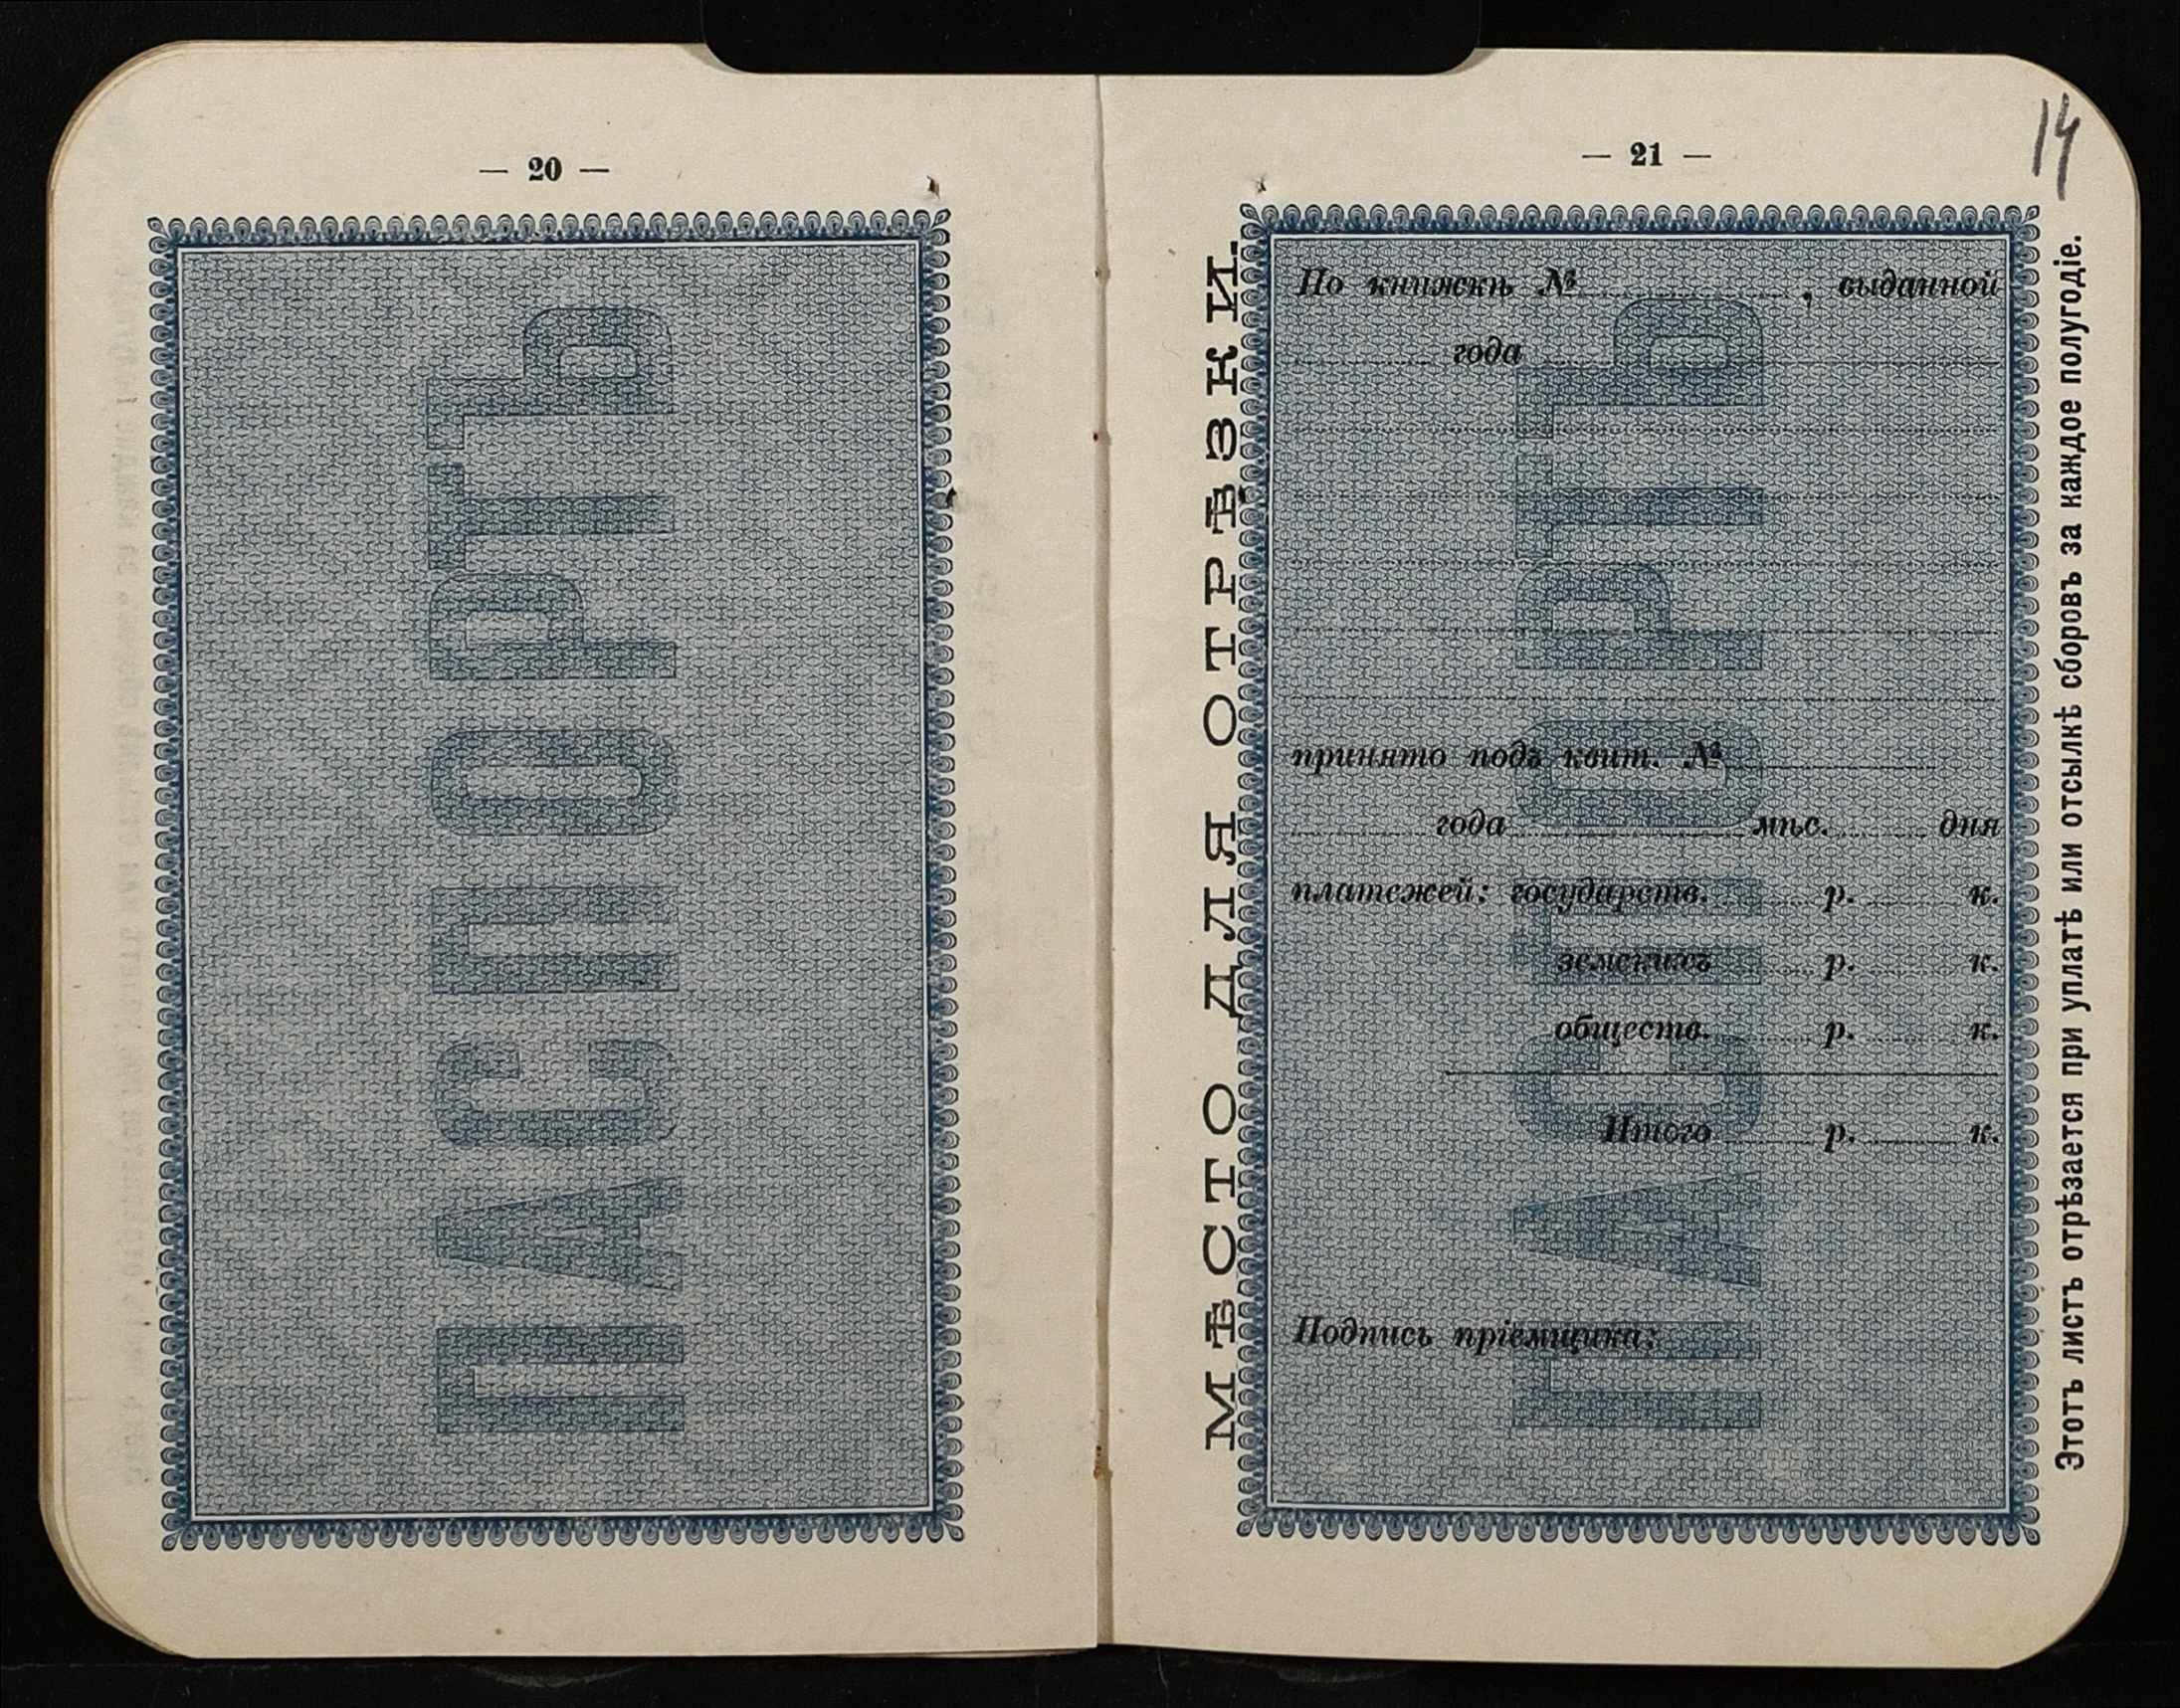 — 20 —
ПАСПОРТЪ
— 21 —
14
МѢСТО ДЛЯ ОТРѢЗКИ.
По книжкѣ № , выданной
года
принято подъ квит. №
года мѣс. дня
платежей: государств. р. к.
земскихъ р. к.
обществ. р. к.
Итого р. к.
Подпись пріемщика:
ПАСПОРТЪ
Этотъ листъ отрѣзается при уплатѣ или отсылкѣ сборовъ за каждое полугодіе.